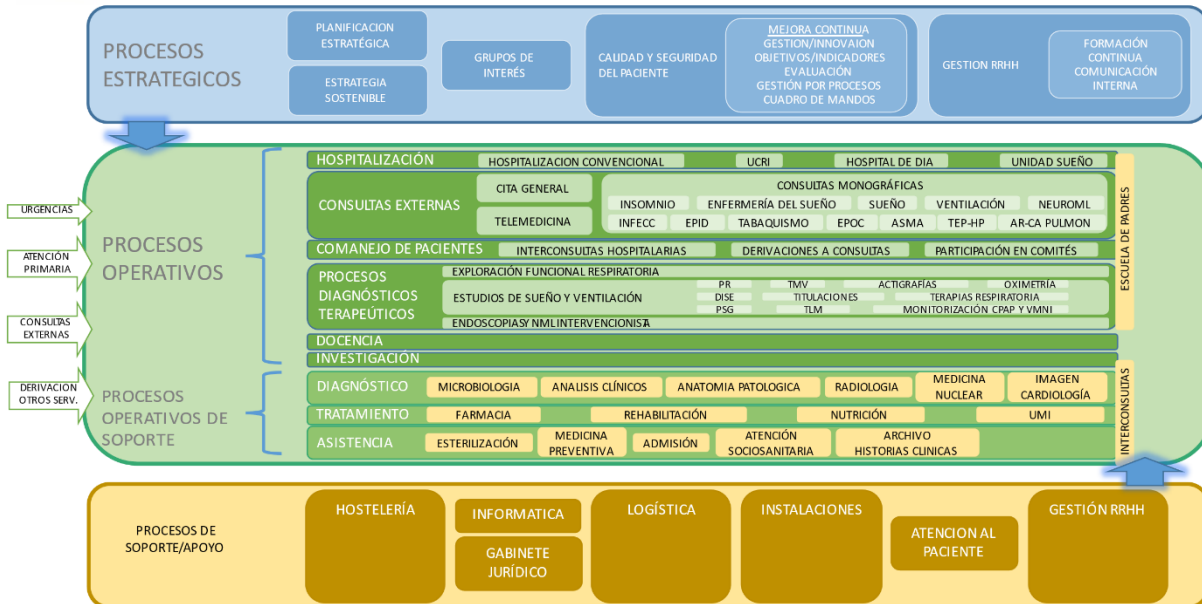 PROCESOS
ESTRATEGICOS
PLANIFICACION
ESTRATÉGICA
ESTRATEGIA
SOSTENIBLE
GRUPOS DE
INTERÉS
CALIDAD Y SEGURIDAD
DEL PACIENTE
MEJORA CONTINUA
GESTION/INNOVAION
OBJETIVOS/INDICADORES
EVALUACIÓN
GESTIÓN POR PROCESOS
CUADRO DE MANDOS
GESTION RRHH
FORMACIÓN
CONTINUA
COMUNICACIÓN
INTERNA
URGENCIAS
ATENCIÓN
PRIMARIA
CONSULTAS
EXTERNAS
DERIVACION
OTROS SERV.
PROCESOS
OPERATIVOS
HOSPITALIZACIÓN
HOSPITALIZACION CONVENCIONAL
UCRI
HOSPITAL DE DIA
UNIDAD SUEÑO
CONSULTAS EXTERNAS
CITA GENERAL
TELEMEDICINA
CONSULTAS MONOGRÁFICAS
INSOMNIO
ENFERMERÍA DEL SUEÑO
SUEÑO
VENTILACIÓN
NEUROML
INFECC
EPID
TABAQUISMO
EPOC
ASMA
TEP-HP
AR-CA PULMON
COMANEJO DE PACIENTES
INTERCONSULTAS HOSPITALARIAS
DERIVACIONES A CONSULTAS
PARTICIPACIÓN EN COMITÉS
PROCESOS
DIAGNÓSTICOS
TERAPEÚTICOS
EXPLORACIÓN FUNCIONAL RESPIRATORIA
ESTUDIOS DE SUEÑO Y VENTILACIÓN
PR
TMV
ACTIGRAFÍAS
OXIMETRÍA
DISE
TITULACIONES
TERAPIAS RESPIRATORIA
PSG
TLM
MONITORIZACIÓN CPAP Y VMNI
ENDOSCOPIASY NML INTERVENCIONISTA
DOCENCIA
INVESTIGACIÓN
ESCUELA DE PADRES
PROCESOS
OPERATIVOS DE
SOPORTE
DIAGNÓSTICO
MICROBIOLOGIA
ANALISIS CLÍNICOS
ANATOMIA PATOLOGICA
RADIOLOGIA
MEDICINA
NUCLEAR
IMAGEN
CARDIOLOGÍA
TRATAMIENTO
FARMACIA
REHABILITACIÓN
NUTRICIÓN
UMI
ASISTENCIA
ESTERILIZACIÓN
MEDICINA
PREVENTIVA
ADMISIÓN
ATENCIÓN
SOCIOSANITARIA
ARCHIVO
HISTORIAS CLINICAS
INTERCONSULTAS
PROCESOS DE
SOPORTE/APOYO
HOSTELERÍA
INFORMATICA
GABINETE
JURÍDICO
LOGÍSTICA
INSTALACIONES
ATENCION AL
PACIENTE
GESTIÓN RRHH